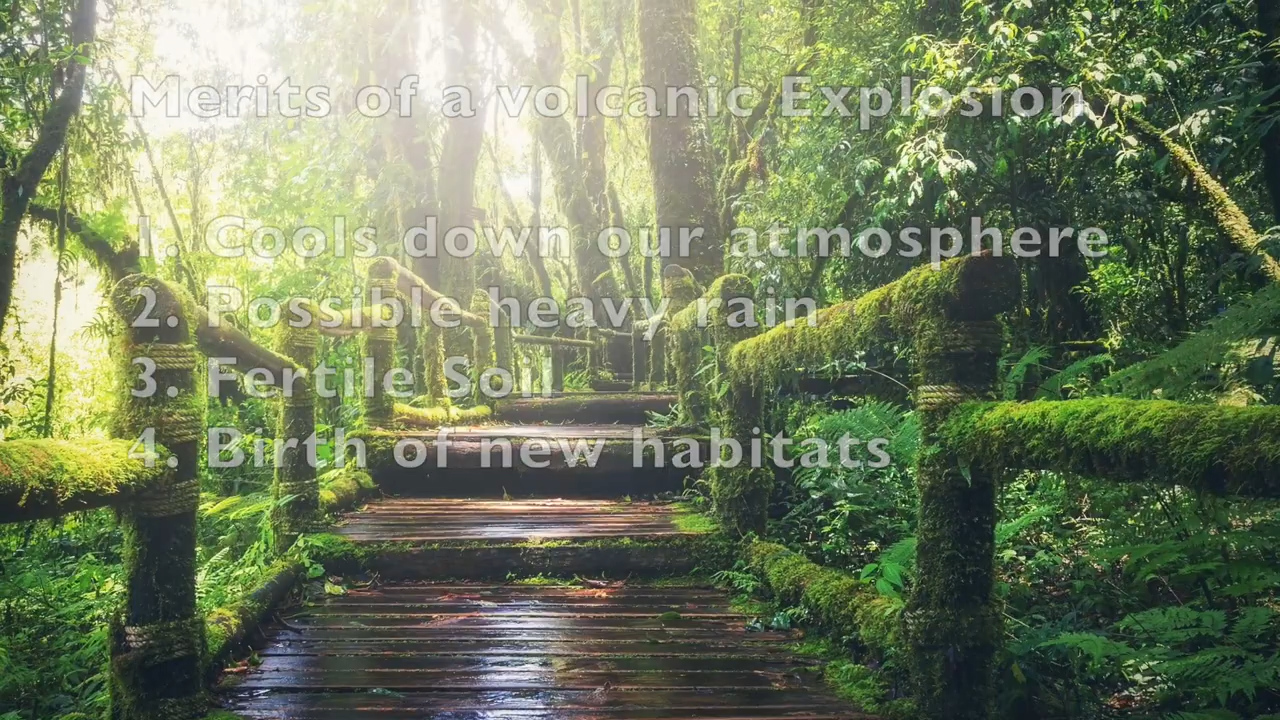 Merits of a volcanic Explosion
1. Cools down our atmosphere
2. Possible heavy rain
3. Fertile Soil
4. Birth of new habitats